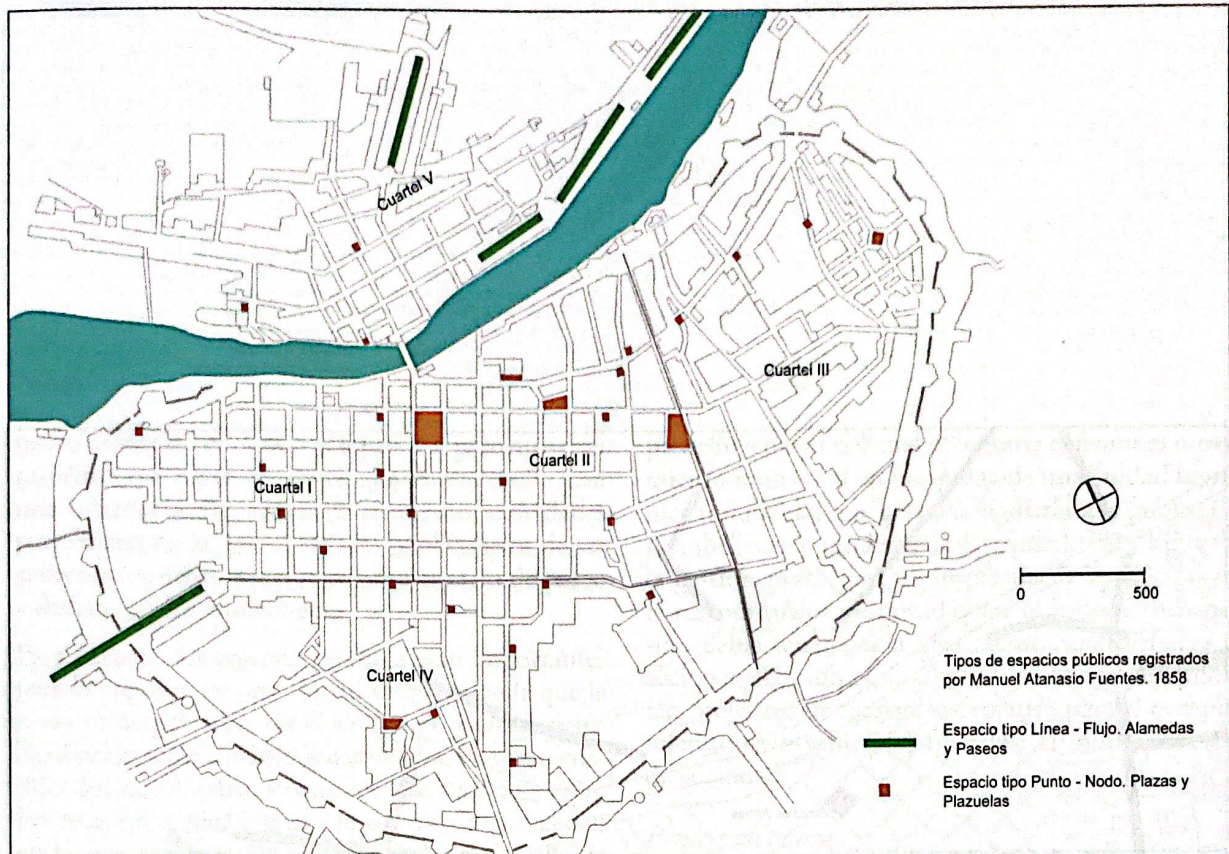 Cuartel V
Cuartel III
Cuartel II
Cuartel I
Cuartel IV
0 500
Tipos de espacios públicos registrados
por Manuel Atanasio Fuentes. 1858
Espacio tipo Línea - Flujo. Alamedas
y Paseos
Espacio tipo Punto - Nodo. Plazas y
Plazuelas